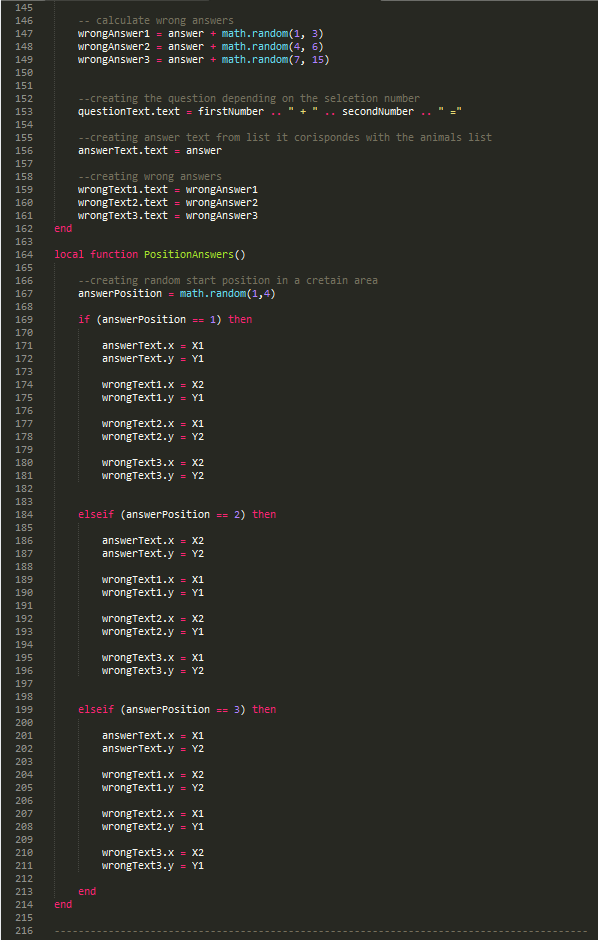 145
146 -- calculate wrong answers
147 wrongAnswer1 = answer + math.random(1, 3)
148 wrongAnswer2 = answer + math.random(4, 6)
149 wrongAnswer3 = answer + math.random(7, 15)
150
151
152 --creating the question depending on the selcetion number
153 questionText.text = firstNumber .. " + " .. secondNumber .. " ="
154
155 --creating answer text from list it corispondes with the animals list
156 answerText.text = answer
157
158 --creating wrong answers
159 wrongText1.text = wrongAnswer1
160 wrongText2.text = wrongAnswer2
161 wrongText3.text = wrongAnswer3
162 end
163
164 local function PositionAnswers()
165
166 --creating random start position in a cretain area
167 answerPosition = math.random(1,4)
168
169 if (answerPosition == 1) then
170
171 answerText.x = X1
172 answerText.y = Y1
173
174 wrongText1.x = X2
175 wrongText1.y = Y1
176
177 wrongText2.x = X1
178 wrongText2.y = Y2
179
180 wrongText3.x = X2
181 wrongText3.y = Y2
182
183
184 elseif (answerPosition == 2) then
185
186 answerText.x = X2
187 answerText.y = Y2
188
189 wrongText1.x = X1
190 wrongText1.y = Y1
191
192 wrongText2.x = X2
193 wrongText2.y = Y1
194
195 wrongText3.x = X1
196 wrongText3.y = Y2
197
198
199 elseif (answerPosition == 3) then
200
201 answerText.x = X1
202 answerText.y = Y2
203
204 wrongText1.x = X2
205 wrongText1.y = Y2
206
207 wrongText2.x = X1
208 wrongText2.y = Y1
209
210 wrongText3.x = X2
211 wrongText3.y = Y1
212
213 end
214 end
215
216 -----------------------------------------------------------------------------------------